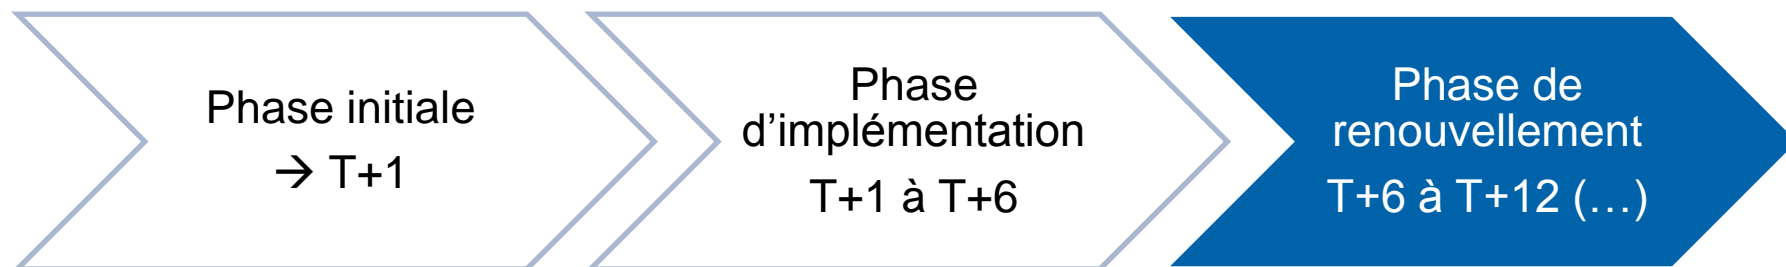 Phase initiale
→ T+1
Phase
d’implémentation
T+1 à T+6
Phase de
renouvellement
T+6 à T+12 (…)